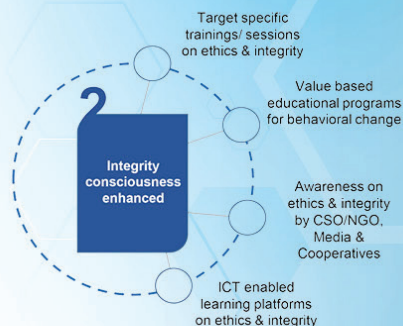 Target specific
trainings/ sessions
on ethics & integrity
2
Integrity
consciousness
enhanced
Value based
educational programs
for behavioral change
Awareness on
ethics & integrity
by CSO/NGO,
Media &
Cooperatives
ICT enabled
learning platforms
on ethics & integrity